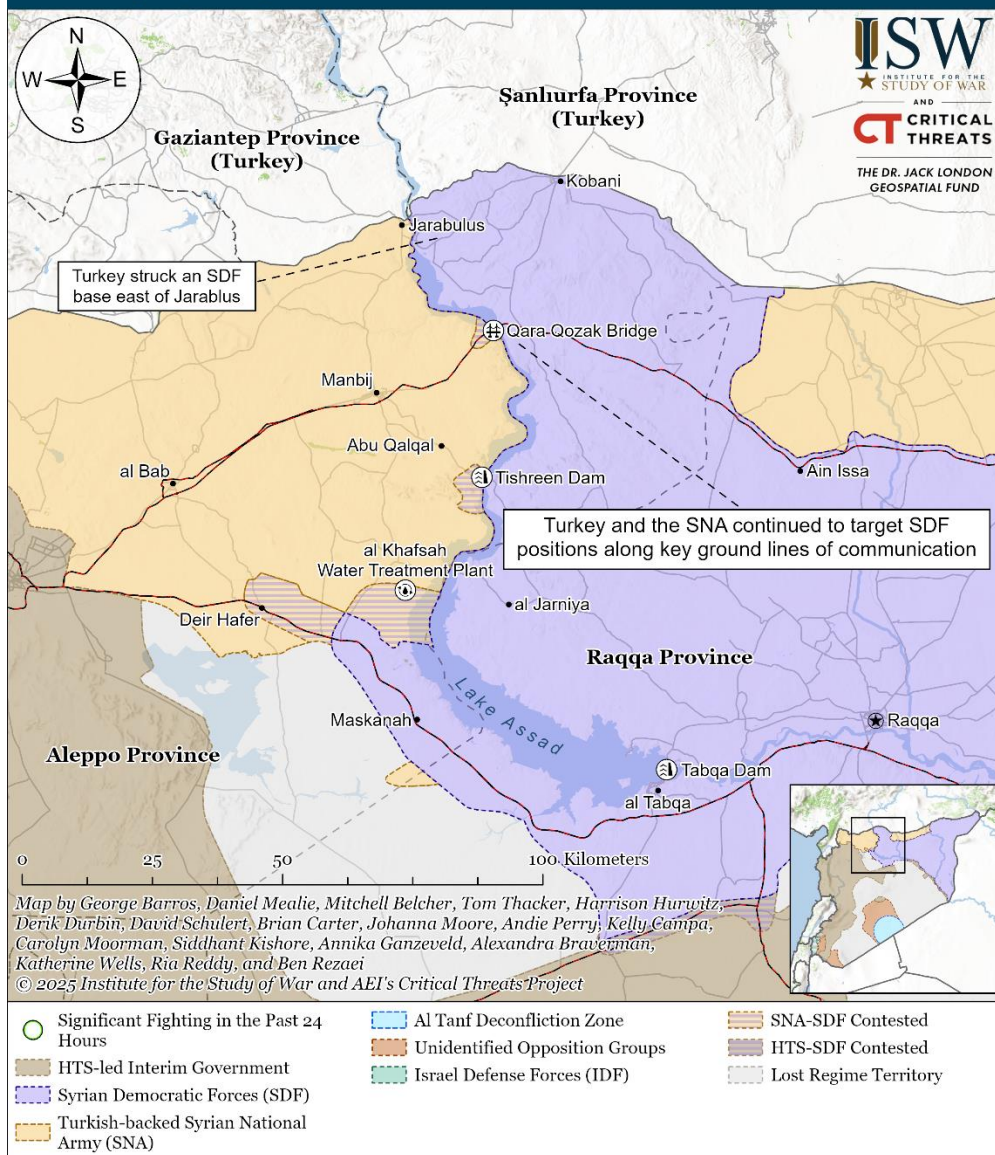 N
W
E
S
ISW
INSTITUTE FOR THE
STUDY OF WAR
AND
CT CRITICAL
THREATS
THE DR. JACK LONDON
GEOSPATIAL FUND
Şanlıurfa Province
(Turkey)
Gaziantep Province
(Turkey)
Kobani
Jarabulus
Turkey struck an SDF
base east of Jarablus
Qara-Qozak Bridge
Manbij
Abu Qalqal
al Bab
Ain Issa
Tishreen Dam
Turkey and the SNA continued to target SDF
positions along key ground lines of communication
al Khafsah
Water Treatment Plant
al Jarniya
Deir Hafer
Raqqa Province
Lake Assad
Maskanah
Raqqa
Aleppo Province
Tabqa Dam
al Tabqa
0 25 50 100 Kilometers
Map by George Barros, Daniel Mealie, Mitchell Belcher, Tom Thacker, Harrison Hurwitz,
Derik Durbin, David Schulert, Brian Carter, Johanna Moore, Andie Perry, Kelly Campa,
Carolyn Moorman, Siddhant Kishore, Annika Ganzeveld, Alexandra Braverman,
Katherine Wells, Ria Reddy, and Ben Rezaei
© 2025 Institute for the Study of War and AEI's Critical Threats Project
Significant Fighting in the Past 24
Hours
HTS-led Interim Government
Syrian Democratic Forces (SDF)
Turkish-backed Syrian National
Army (SNA)
Al Tanf Deconfliction Zone
Unidentified Opposition Groups
Israel Defense Forces (IDF)
SNA-SDF Contested
HTS-SDF Contested
Lost Regime Territory